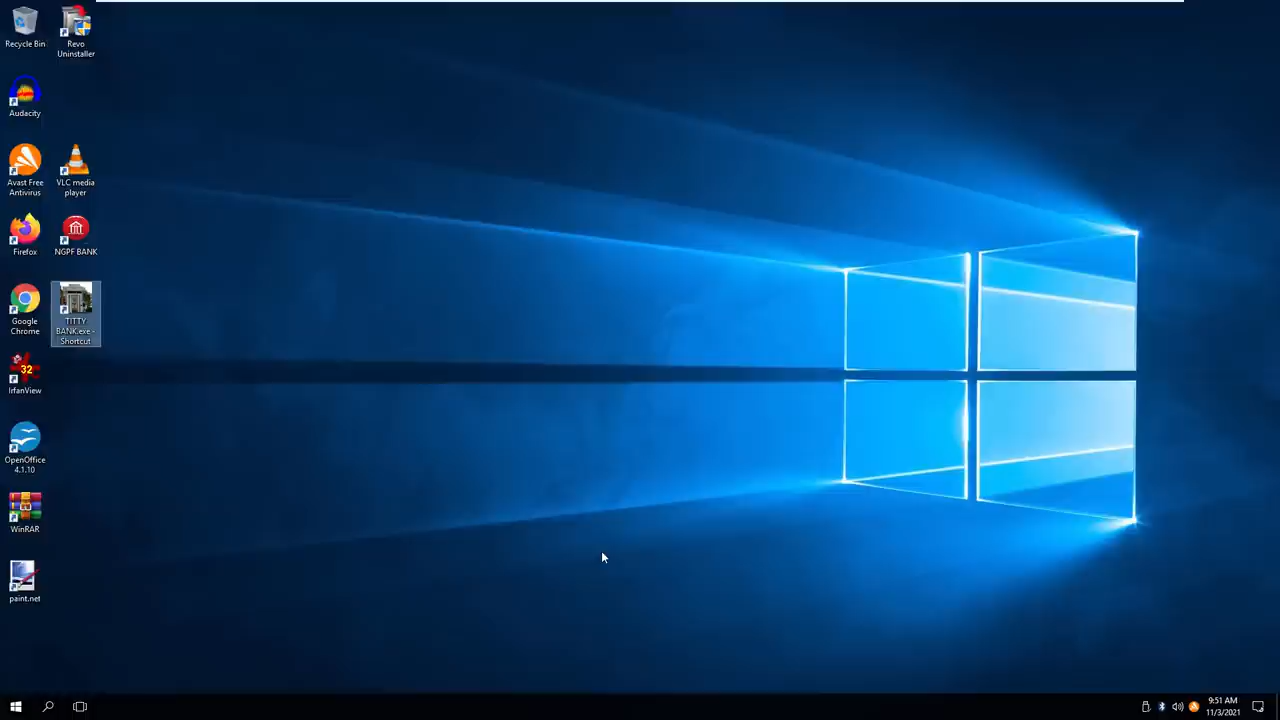 Recycle Bin
Revo
Uninstaller
Audacity
Avast Free
Antivirus
VLC media
player
Firefox
NGPF BANK
Google
Chrome
TITTY
BANK.exe -
Shortcut
32
IrfanView
OpenOffice
4.1.10
WinRAR
paint.net
9:51 AM
11/3/2021